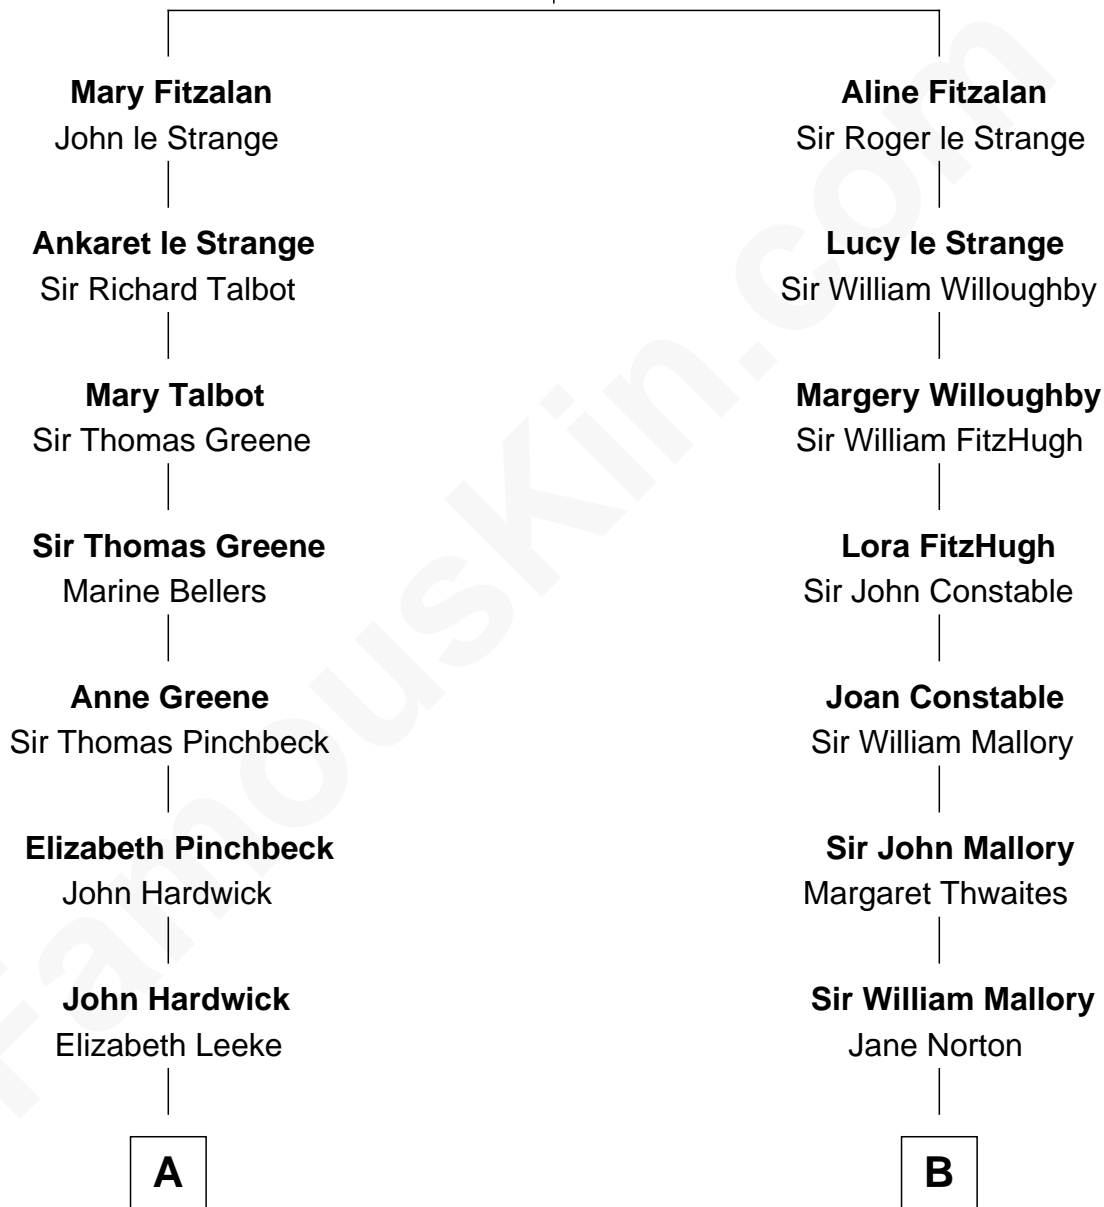 Mary Fitzalan
John le Strange
Ankaret le Strange
Sir Richard Talbot
Mary Talbot
Sir Thomas Greene
Sir Thomas Greene
Marine Bellers
Anne Greene
Sir Thomas Pinchbeck
Elizabeth Pinchbeck
John Hardwick
John Hardwick
Elizabeth Leeke
A
Aline Fitzalan
Sir Roger le Strange
Lucy le Strange
Sir William Willoughby
Margery Willoughby
Sir William FitzHugh
Lora FitzHugh
Sir John Constable
Joan Constable
Sir William Mallory
Sir John Mallory
Margaret Thwaites
Sir William Mallory
Jane Norton
B
FamousKin.com